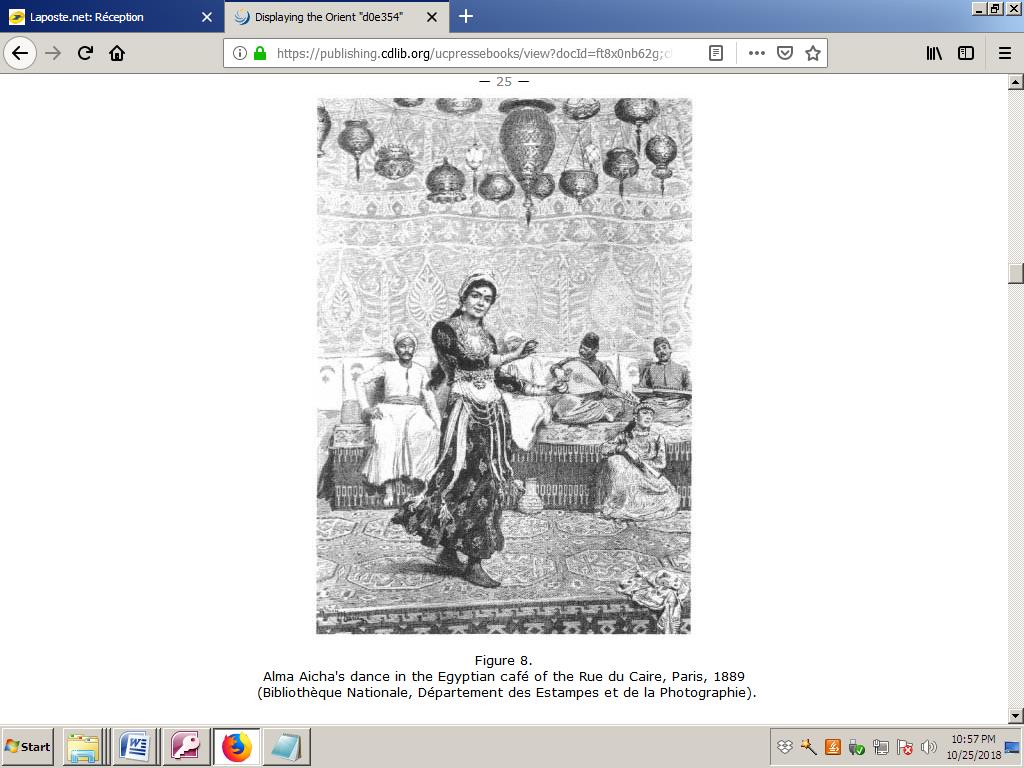 Laposte.net: Réception
Displaying the Orient "d0e354"
https://publishing.cdlib.org/ucpressebooks/view?docId=ft8x0nb62g;
— 25 —
Figure 8.
Alma Aicha's dance in the Egyptian café of the Rue du Caire, Paris, 1889
(Bibliothèque Nationale, Département des Estampes et de la Photographie).
Start
10:57 PM
10/25/2018